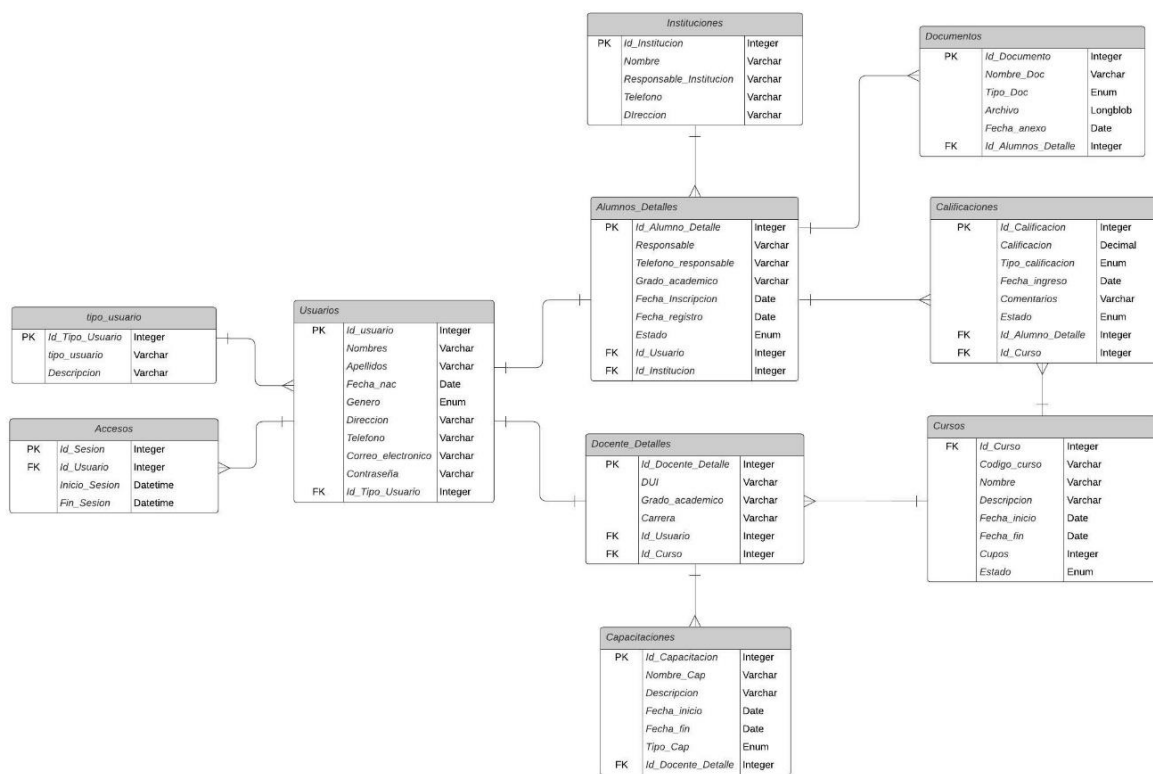 Instituciones
PK Id_Institucion Integer
Nombre Varchar
Responsable_Institucion Varchar
Telefono Varchar
DIreccion Varchar
Documentos
PK Id_Documento Integer
Nombre_Doc Varchar
Tipo_Doc Enum
Archivo Longblob
Fecha_anexo Date
FK Id_Alumnos_Detalle Integer
Alumnos_Detalles
PK Id_Alumno_Detalle Integer
Responsable Varchar
Telefono_responsable Varchar
Grado_academico Varchar
Fecha_Inscripcion Date
Fecha_registro Date
Estado Enum
FK Id_Usuario Integer
FK Id_Institucion Integer
Calificaciones
PK Id_Calificacion Integer
Calificacion Decimal
Tipo_calificacion Enum
Fecha_ingreso Date
Comentarios Varchar
Estado Enum
FK Id_Alumno_Detalle Integer
FK Id_Curso Integer
tipo_usuario
PK Id_Tipo_Usuario Integer
tipo_usuario Varchar
Descripcion Varchar
Usuarios
PK Id_usuario Integer
Nombres Varchar
Apellidos Varchar
Fecha_nac Date
Genero Enum
Direccion Varchar
Telefono Varchar
Correo_electronico Varchar
Contraseña Varchar
FK Id_Tipo_Usuario Integer
Accesos
PK Id_Sesion Integer
FK Id_Usuario Integer
Inicio_Sesion Datetime
Fin_Sesion Datetime
Docente_Detalles
PK Id_Docente_Detalle Integer
DUI Varchar
Grado_academico Varchar
Carrera Varchar
FK Id_Usuario Integer
FK Id_Curso Integer
Cursos
FK Id_Curso Integer
Codigo_curso Varchar
Nombre Varchar
Descripcion Varchar
Fecha_inicio Date
Fecha_fin Date
Cupos Integer
Estado Enum
Capacitaciones
PK Id_Capacitacion Integer
Nombre_Cap Varchar
Descripcion Varchar
Fecha_inicio Date
Fecha_fin Date
Tipo_Cap Enum
FK Id_Docente_Detalle Integer